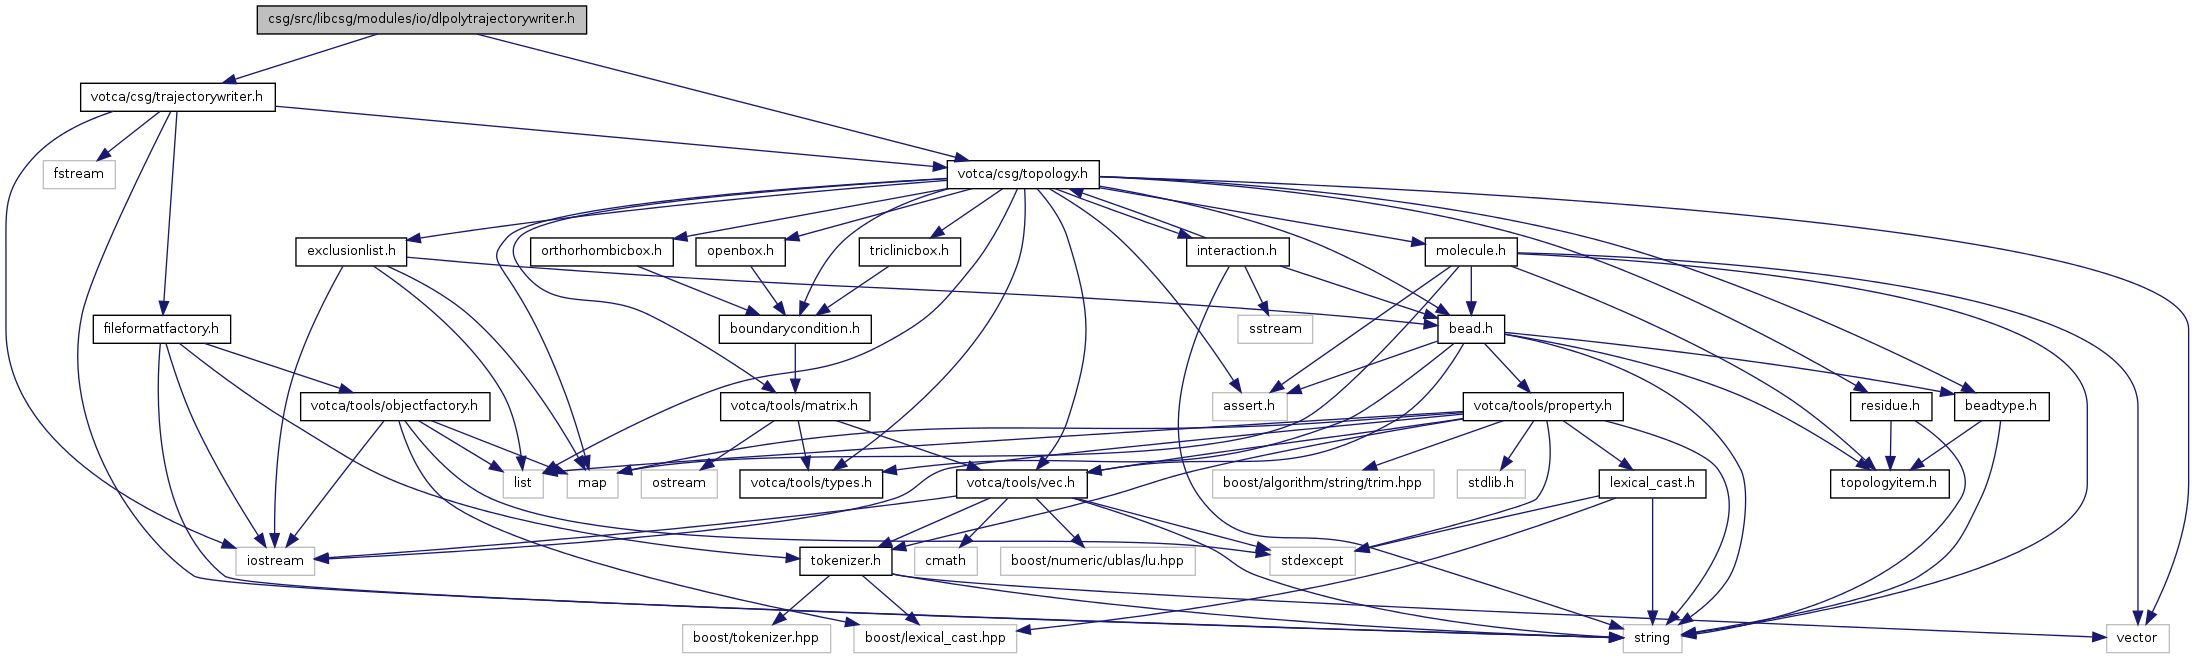 csg/src/libcsg/modules/io/dlpolytrajectorywriter.h
votca/csg/trajectorywriter.h
fstream
votca/csg/topology.h
exclusionlist.h
orthorhombicbox.h
openbox.h
triclinicbox.h
interaction.h
molecule.h
fileformatfactory.h
boundarycondition.h
sstream
bead.h
votca/tools/objectfactory.h
votca/tools/matrix.h
assert.h
votca/tools/property.h
residue.h
beadtype.h
list
map
ostream
votca/tools/types.h
votca/tools/vec.h
boost/algorithm/string/trim.hpp
stdlib.h
lexical_cast.h
topologyitem.h
iostream
tokenizer.h
cmath
boost/numeric/ublas/lu.hpp
stdexcept
boost/tokenizer.hpp
boost/lexical_cast.hpp
string
vector